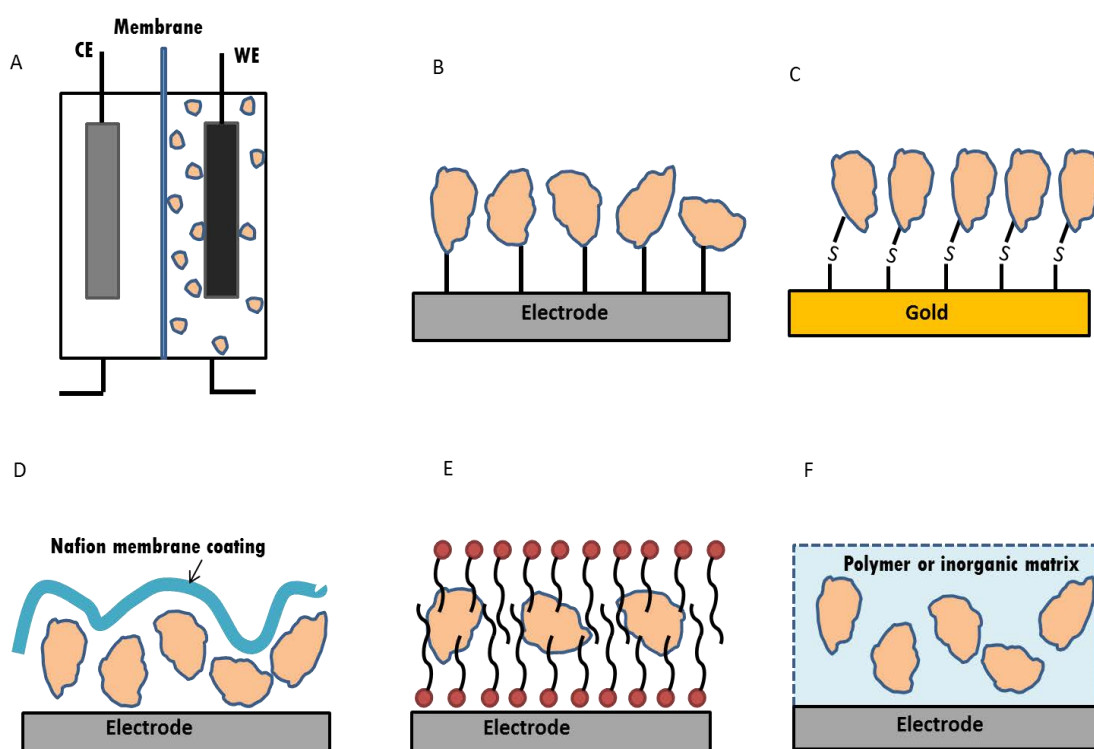 Membrane
CE
WE
A
B
C
Electrode
S S S S S
Gold
D
E
F
Nafion membrane coating
Polymer or inorganic matrix
Electrode
Electrode
Electrode